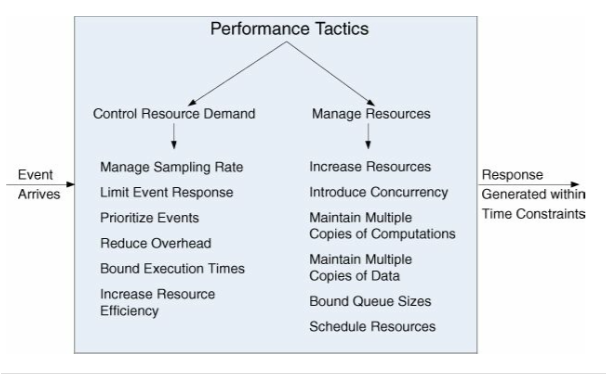 Performance Tactics
Control Resource Demand
Manage Sampling Rate
Limit Event Response
Prioritize Events
Reduce Overhead
Bound Execution Times
Increase Resource
Efficiency
Manage Resources
Increase Resources
Introduce Concurrency
Maintain Multiple
Copies of Computations
Maintain Multiple
Copies of Data
Bound Queue Sizes
Schedule Resources
Event
Arrives
Response
Generated within
Time Constraints